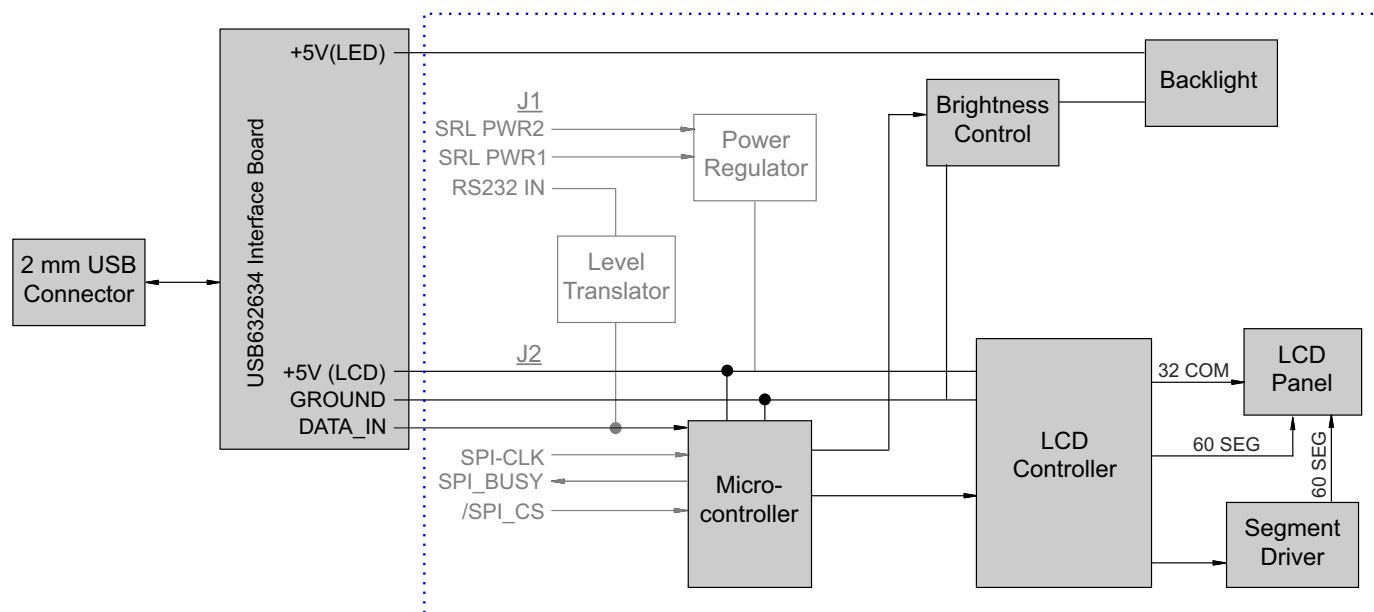 +5V(LED)
Backlight
Brightness
Control
J1
SRL PWR2
SRL PWR1
RS232 IN
Power
Regulator
USB632634 Interface Board
2 mm USB
Connector
Level
Translator
J2
+5V (LCD)
GROUND
DATA_IN
32 COM
LCD
Panel
60 SEG
60 SEG
LCD
Controller
SPI-CLK
SPI_BUSY
/SPI_CS
Micro-
controller
Segment
Driver